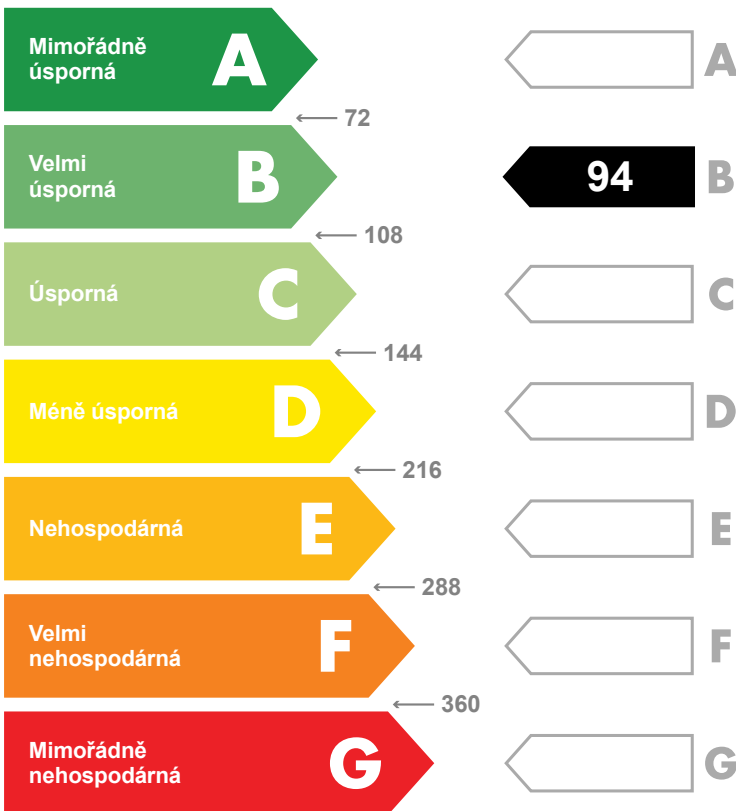 Mimořádně
úsporná
A
A
72
Velmi
úsporná
B
94
B
108
Úsporná
C
C
144
Méně úsporná
D
D
216
Nehospodárná
E
E
288
Velmi
nehospodárná
F
F
360
Mimořádně
nehospodárná
G
G